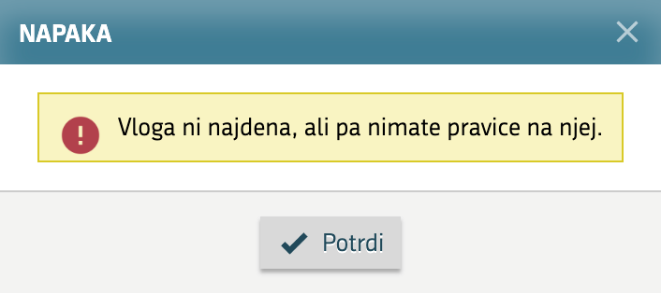 NAPAKA
Vloga ni najdena, ali pa nimate pravice na njej.
Potrdi